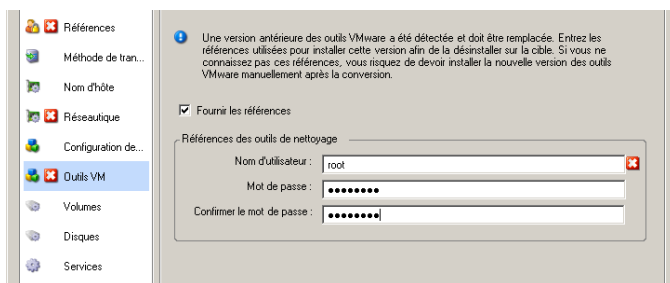 Références
Méthode de tran...
Nom d'hôte
Réseautique
Configuration de...
Outils VM
Volumes
Disques
Services
Une version antérieure des outils VMware a été détectée et doit être remplacée. Entrez les
références utilisées pour installer cette version afin de la désinstaller sur la cible. Si vous ne
connaissez pas ces références, vous risquez de devoir installer la nouvelle version des outils
VMware manuellement après la conversion.
Fournir les références
Références des outils de nettoyage
Nom d'utilisateur : root
Mot de passe : ●●●●●●●●
Confirmer le mot de passe : ●●●●●●●●